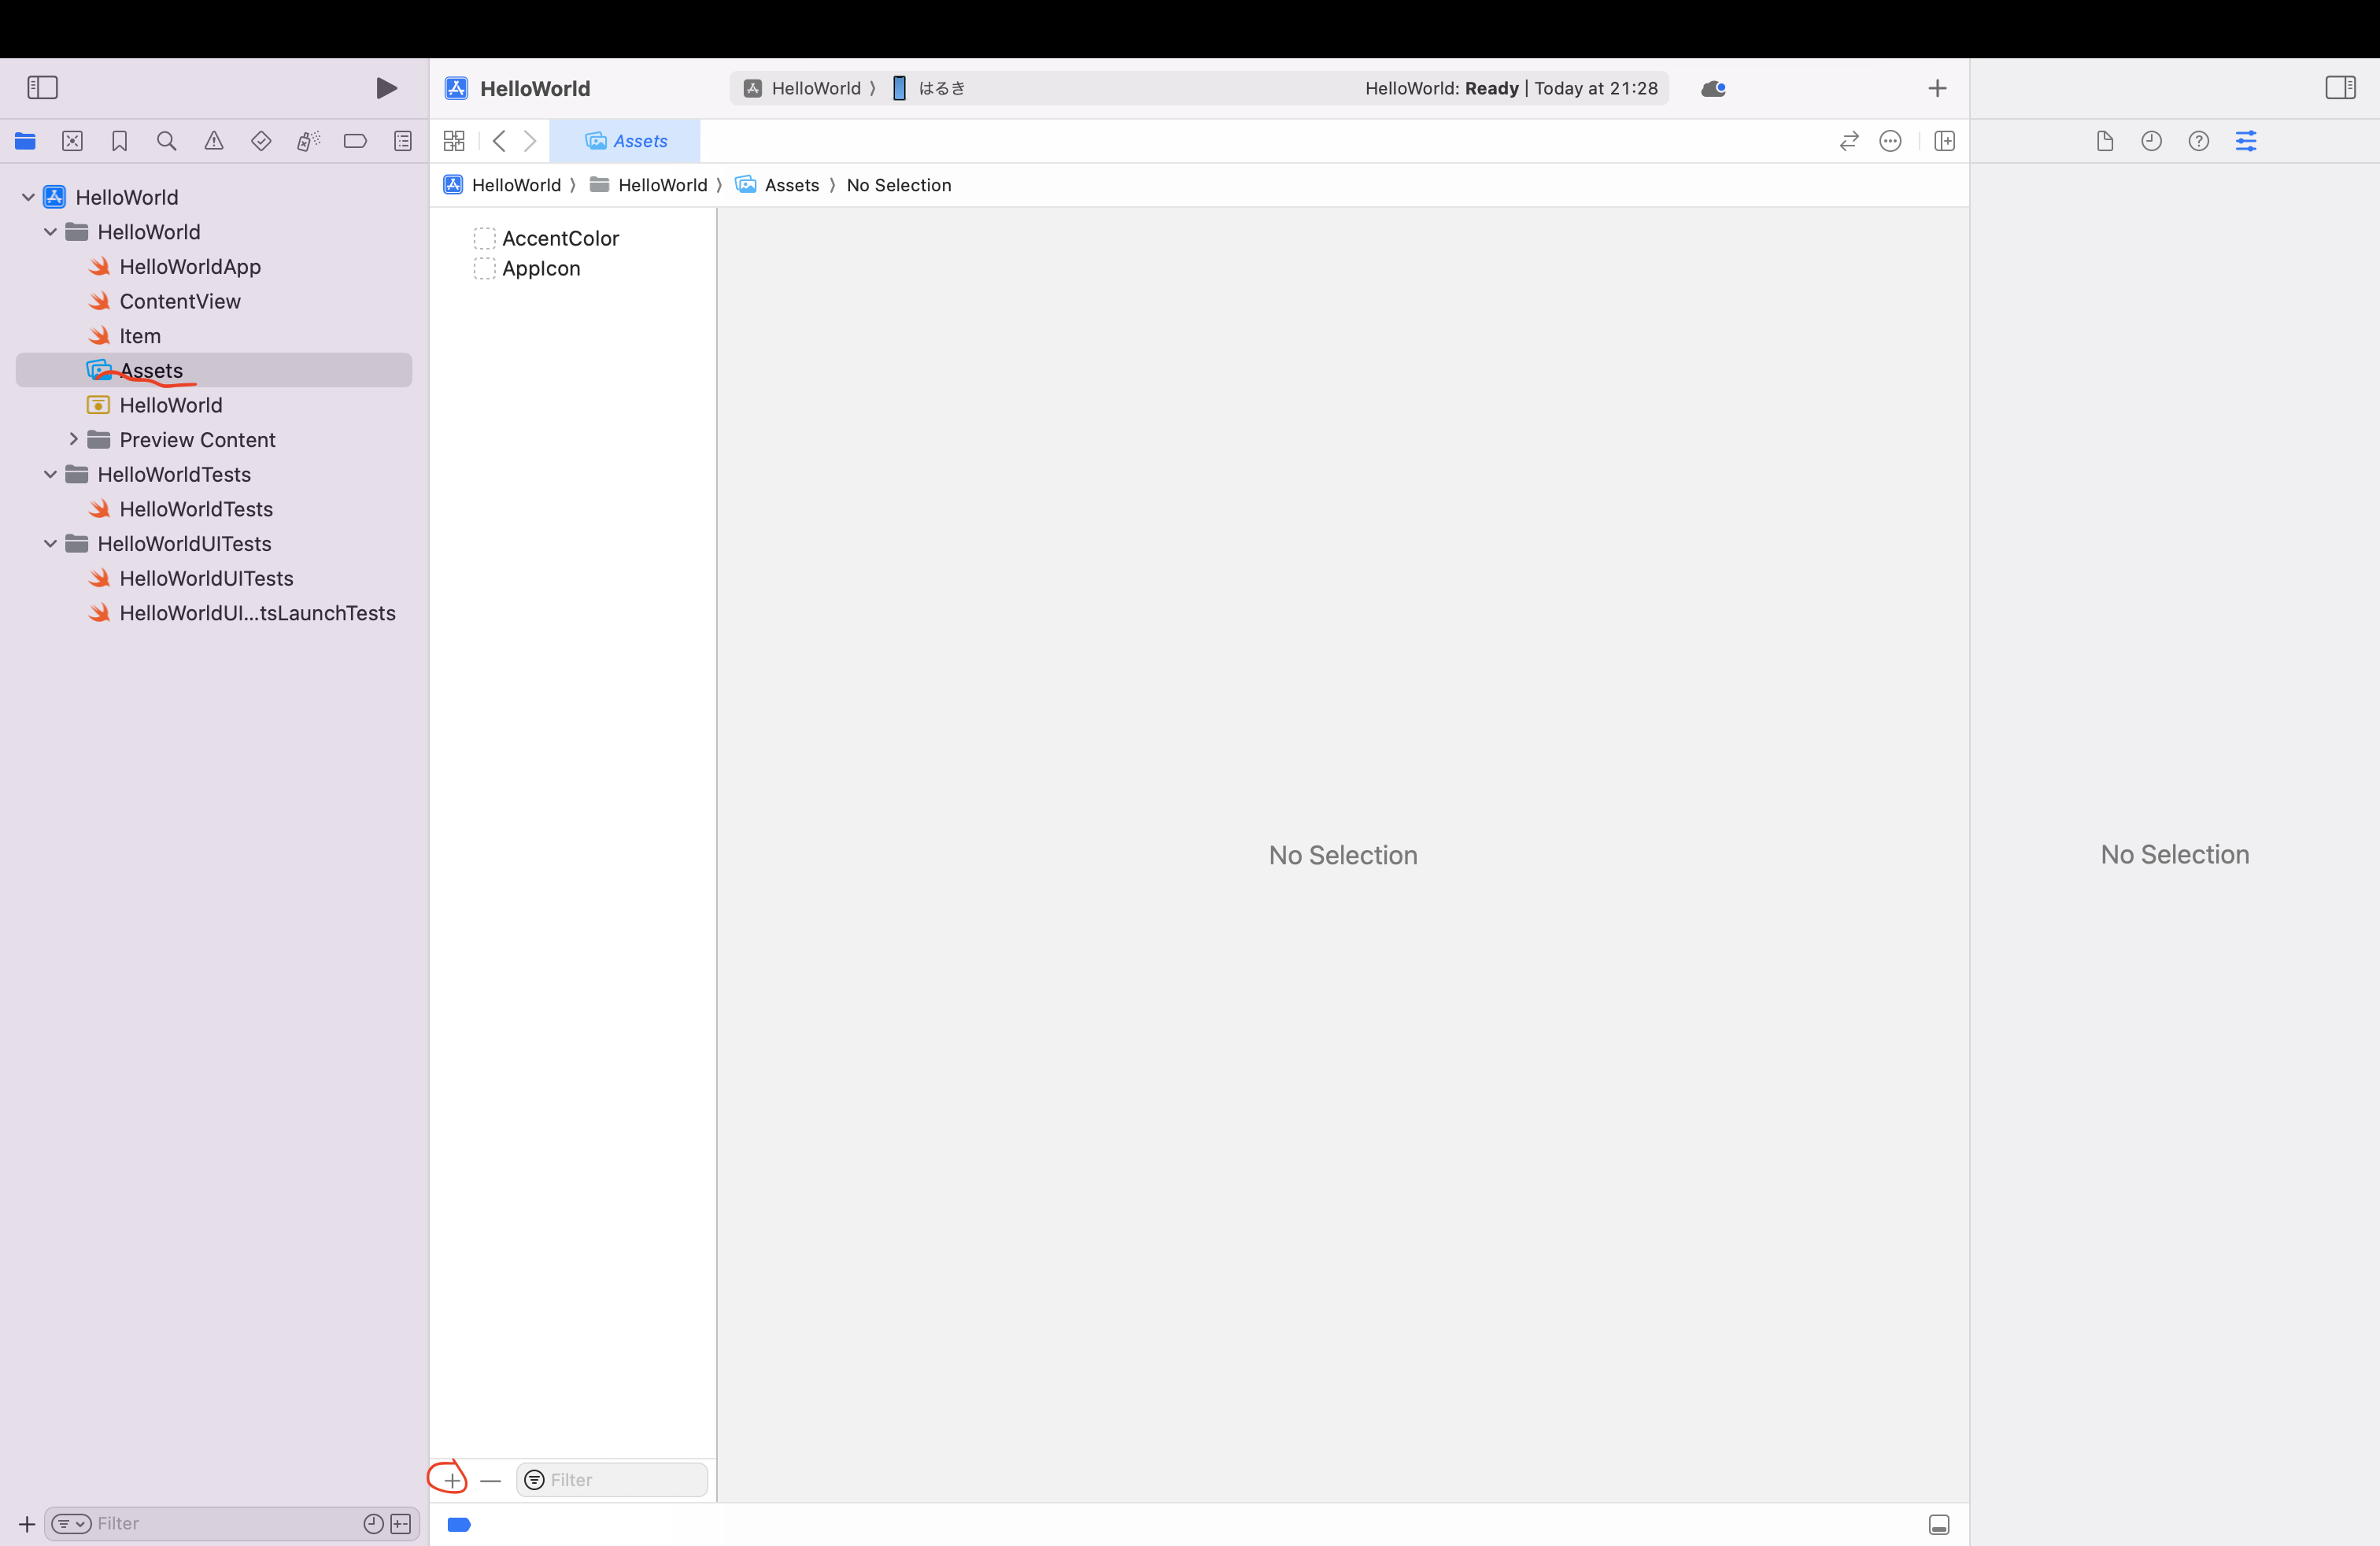 HelloWorld
HelloWorld 〉 はるき
HelloWorld: Ready | Today at 21:28
Assets
HelloWorld 〉 HelloWorld 〉 Assets 〉 No Selection
HelloWorld
HelloWorld
HelloWorldApp
ContentView
Item
Assets
HelloWorld
Preview Content
HelloWorldTests
HelloWorldTests
HelloWorldUITests
HelloWorldUITests
HelloWorldUI...tsLaunchTests
Filter
AccentColor
AppIcon
Filter
No Selection
No Selection